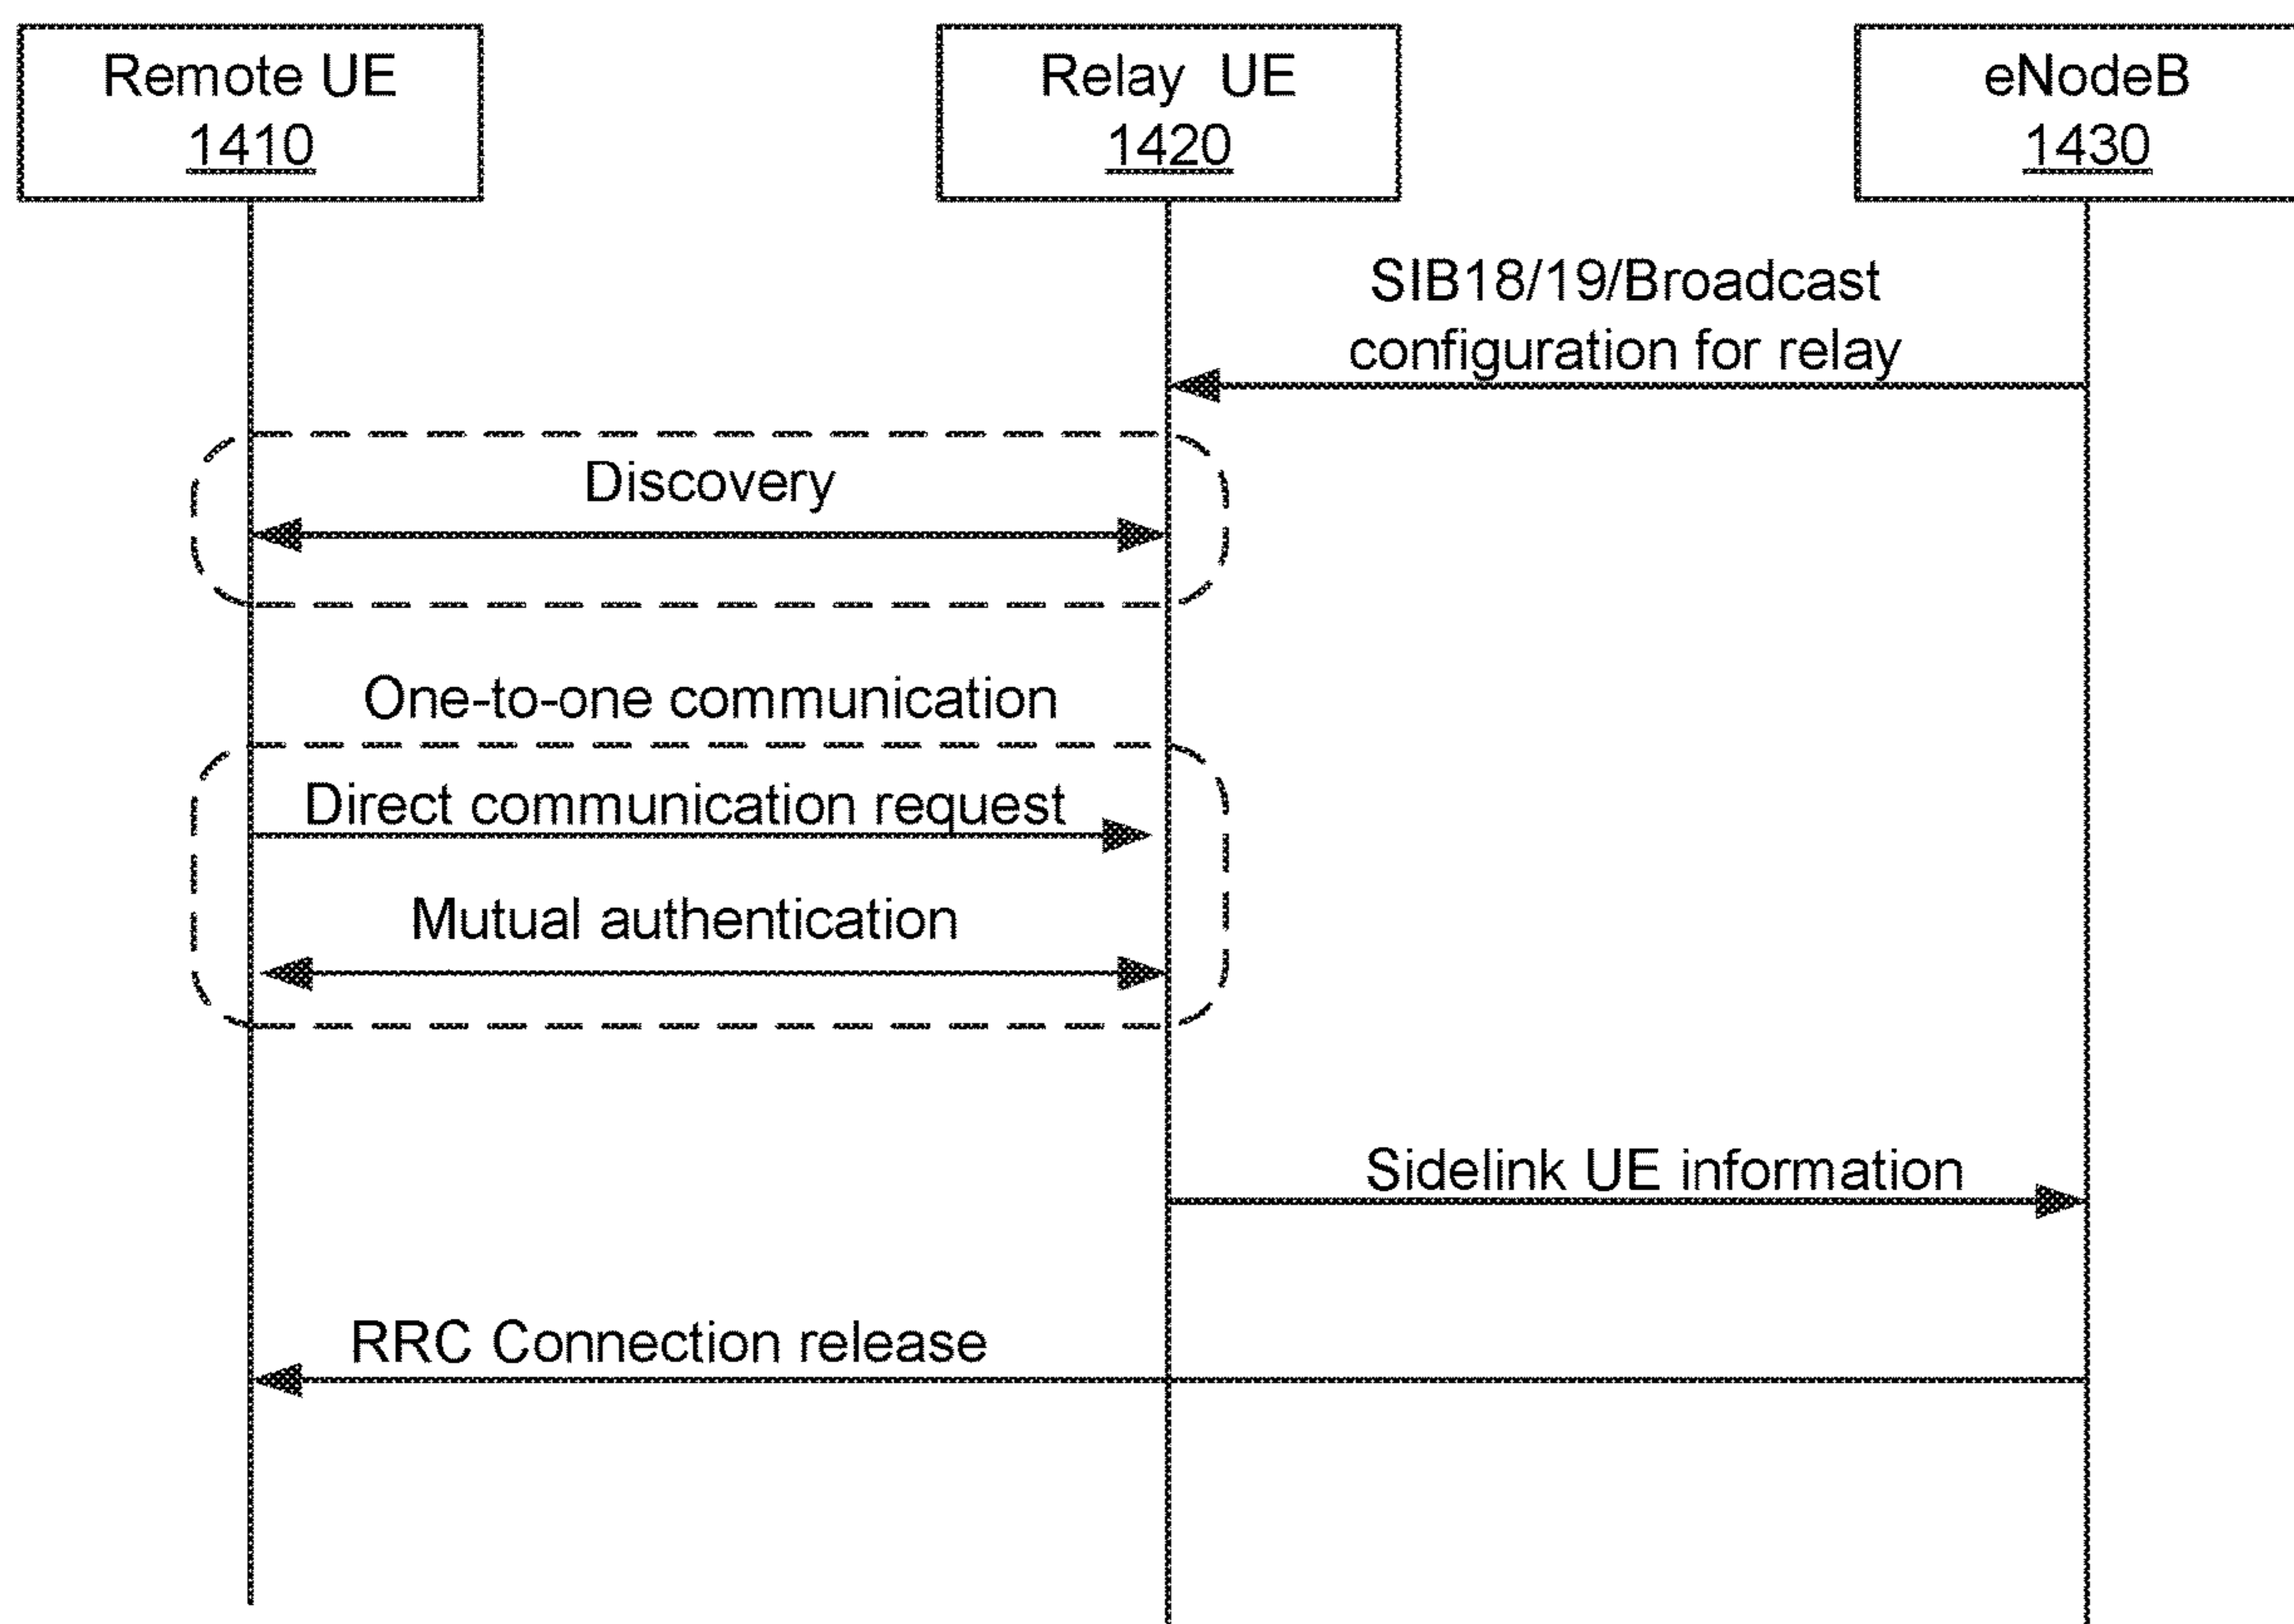 Remote UE
1410
Relay UE
1420
eNodeB
1430
SIB18/19/Broadcast
configuration for relay
Discovery
One-to-one communication
Direct communication request
Mutual authentication
Sidelink UE information
RRC Connection release